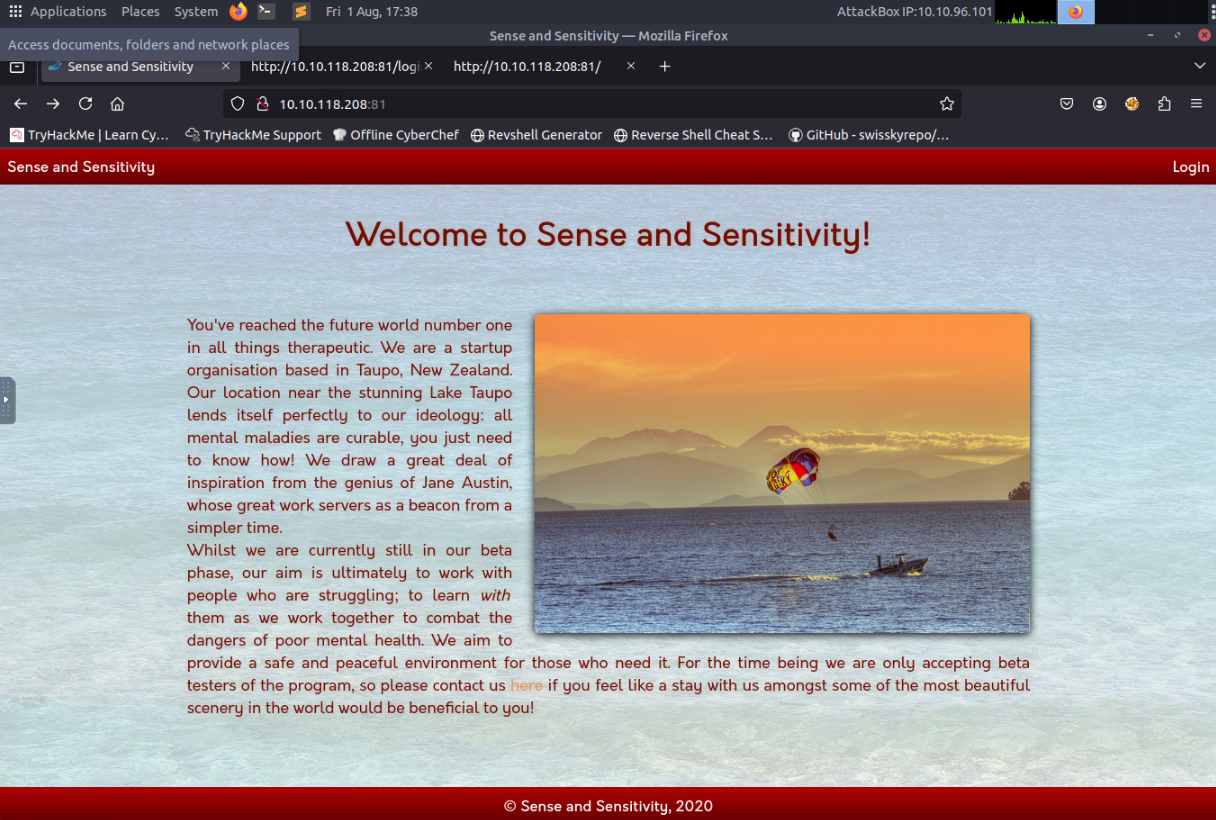 Applications Places System Fri 1 Aug, 17:38 AttackBox IP:10.10.96.101
Access documents, folders and network places
Sense and Sensitivity — Mozilla Firefox
Sense and Sensitivity http://10.10.118.208:81/logi http://10.10.118.208:81/
10.10.118.208:81
TryHackMe | Learn Cy... TryHackMe Support Offline CyberChef Revshell Generator Reverse Shell Cheat S... GitHub - swisskyrepo/...
Sense and Sensitivity Login
Welcome to Sense and Sensitivity!
You've reached the future world number one
in all things therapeutic. We are a startup
organisation based in Taupo, New Zealand.
Our location near the stunning Lake Taupo
lends itself perfectly to our ideology: all
mental maladies are curable, you just need
to know how! We draw a great deal of
inspiration from the genius of Jane Austin,
whose great work servers as a beacon from a
simpler time.
Whilst we are currently still in our beta
phase, our aim is ultimately to work with
people who are struggling; to learn with
them as we work together to combat the
dangers of poor mental health. We aim to
provide a safe and peaceful environment for those who need it. For the time being we are only accepting beta
testers of the program, so please contact us here if you feel like a stay with us amongst some of the most beautiful
scenery in the world would be beneficial to you!
© Sense and Sensitivity, 2020